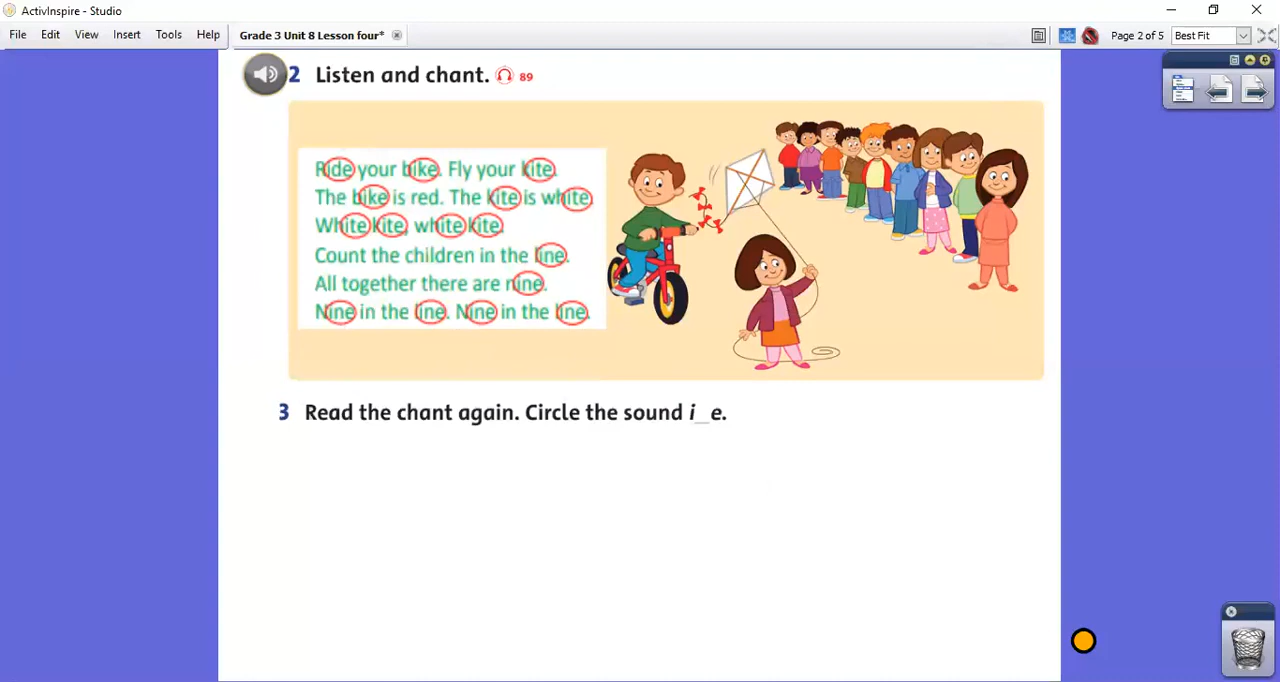 ActivInspire - Studio
File Edit View Insert Tools Help Grade 3 Unit 8 Lesson four* Page 2 of 5 Best Fit
2 Listen and chant. 89
Ride your bike. Fly your kite.
The bike is red. The kite is white.
White kite, white kite.
Count the children in the line.
All together there are nine.
Nine in the line. Nine in the line.
3 Read the chant again. Circle the sound i_e.